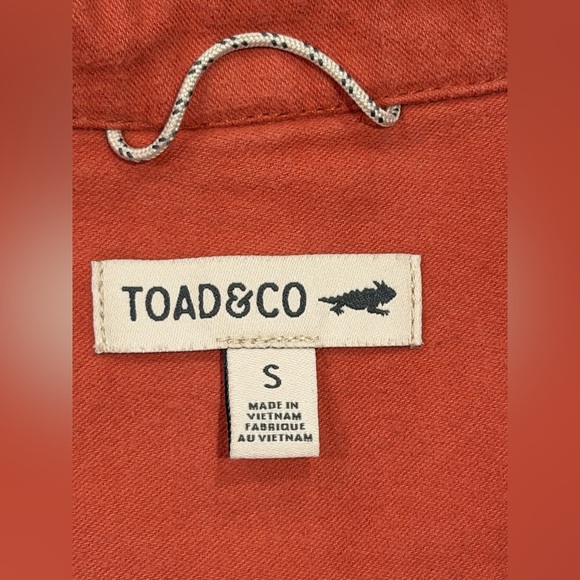 TOAD&CO
S
MADE IN
VIETNAM
FABRIQUE
AU VIETNAM